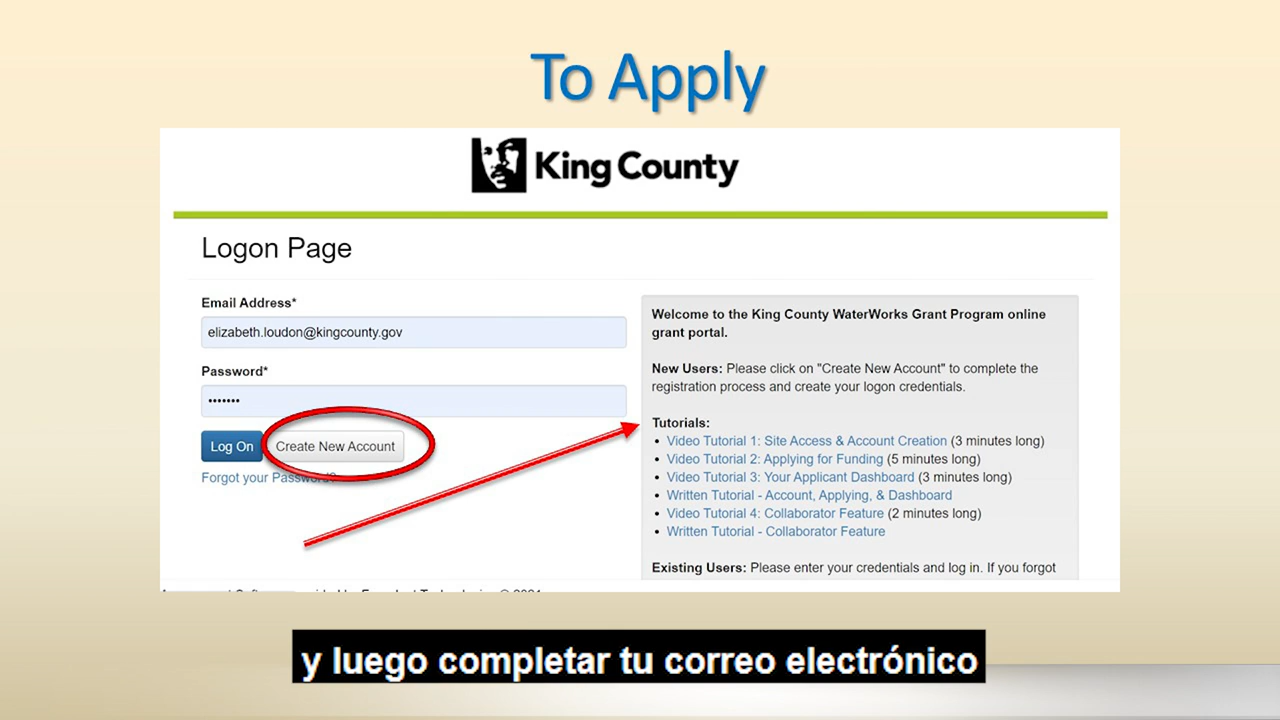 To Apply
King County
Logon Page
Email Address*
elizabeth.loudon@kingcounty.gov
Password*
•••••••
Log On
Create New Account
Forgot your Password?
Welcome to the King County WaterWorks Grant Program online
grant portal.
New Users: Please click on "Create New Account" to complete the
registration process and create your logon credentials.
Tutorials:
• Video Tutorial 1: Site Access & Account Creation (3 minutes long)
• Video Tutorial 2: Applying for Funding (5 minutes long)
• Video Tutorial 3: Your Applicant Dashboard (3 minutes long)
• Written Tutorial - Account, Applying, & Dashboard
• Video Tutorial 4: Collaborator Feature (2 minutes long)
• Written Tutorial - Collaborator Feature
Existing Users: Please enter your credentials and log in. If you forgot
y luego completar tu correo electrónico